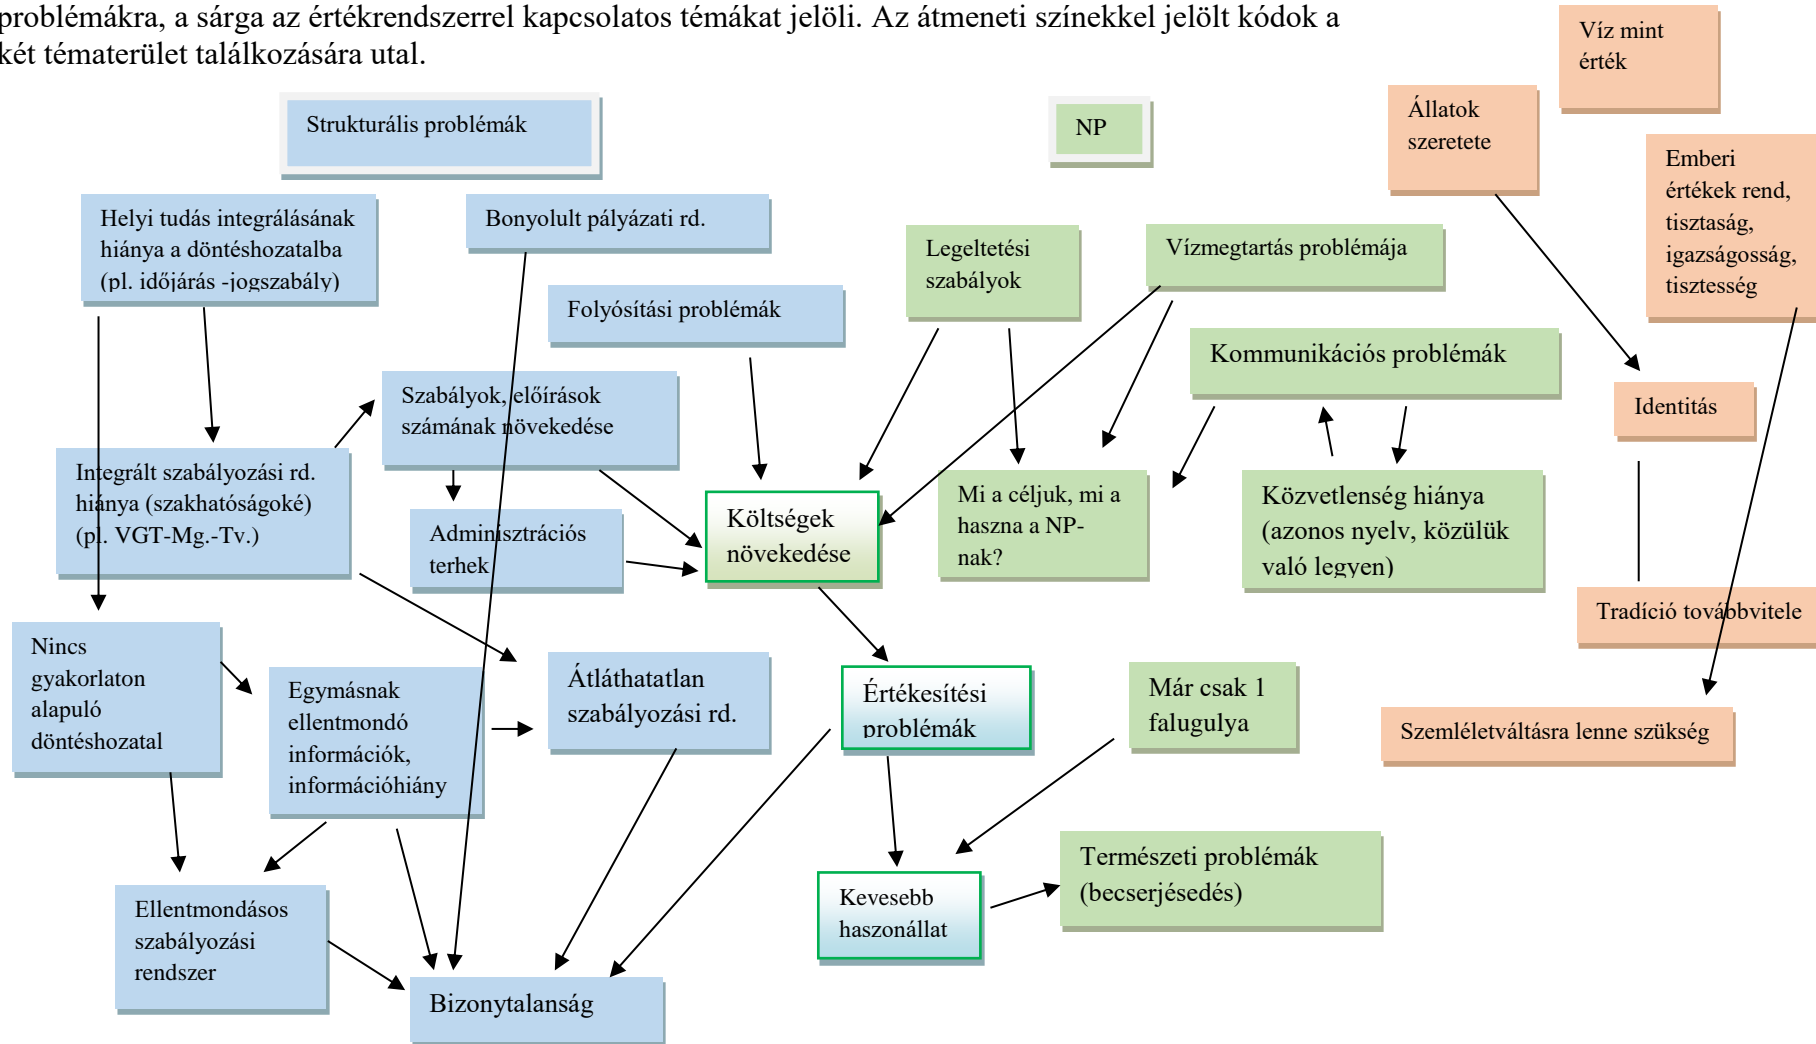 problémákra, a sárga az értékrendszerrel kapcsolatos témákat jelöli. Az átmeneti színekkel jelölt kódok a
két tématerület találkozására utal.
Víz mint
érték
Strukturális problémák
NP
Állatok
szeretete
Emberi
értékek rend,
tisztaság,
igazságosság,
tisztesség
Helyi tudás integrálásának
hiánya a döntéshozatalba
(pl. időjárás -jogszabály)
Bonyolult pályázati rd.
Legeltetési
szabályok
Vízmegtartás problémája
Folyósítási problémák
Kommunikációs problémák
Szabályok, előírások
számának növekedése
Identitás
Integrált szabályozási rd.
hiánya (szakhatóságoké)
(pl. VGT-Mg.-Tv.)
Adminisztrációs
terhek
Költségek
növekedése
Mi a céljuk, mi a
haszna a NP-
nak?
Közvetlenség hiánya
(azonos nyelv, közülük
való legyen)
Tradíció továbbvitele
Nincs
gyakorlaton
alapuló
döntéshozatal
Egymásnak
ellentmondó
információk,
információhiány
Átláthatatlan
szabályozási rd.
Értékesítési
problémák
Már csak 1
falugulya
Szemléletváltásra lenne szükség
Természeti problémák
(becserjésedés)
Kevesebb
haszonállat
Ellentmondásos
szabályozási
rendszer
Bizonytalanság